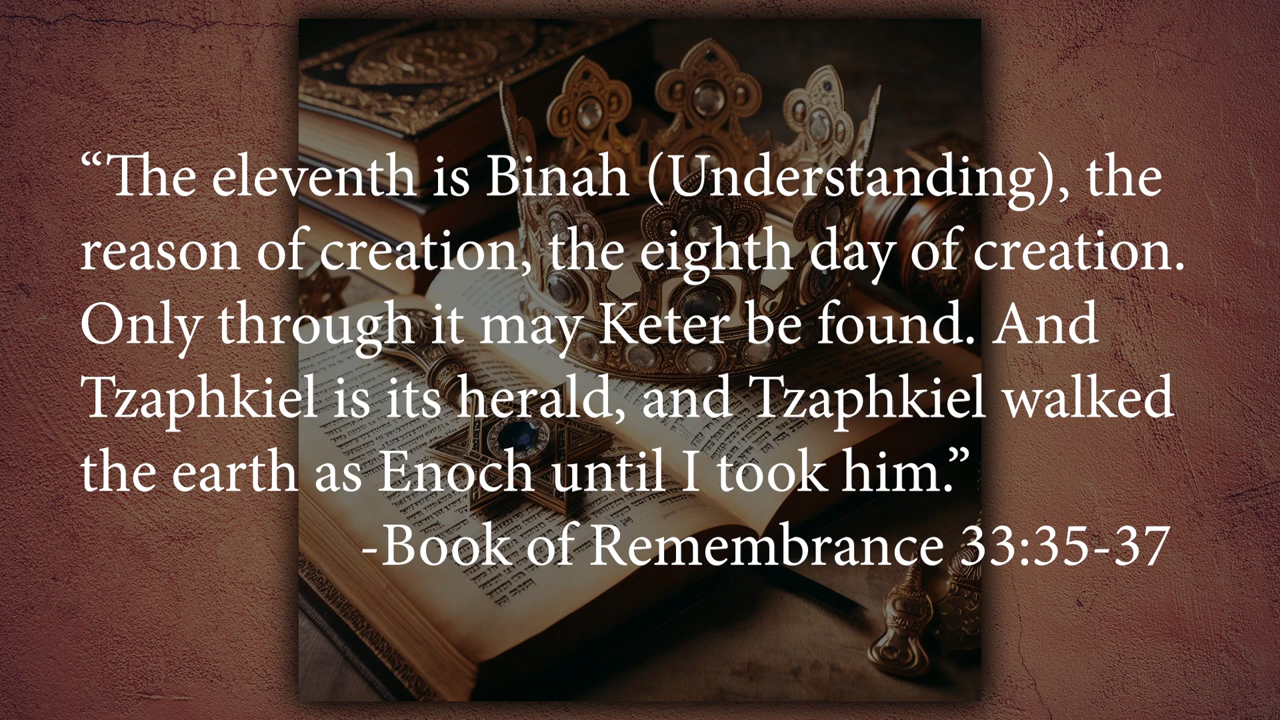 “The eleventh is Binah (Understanding), the
reason of creation, the eighth day of creation.
Only through it may Keter be found. And
Tzaphkiel is its herald, and Tzaphkiel walked
the earth as Enoch until I took him.”
-Book of Remembrance 33:35-37